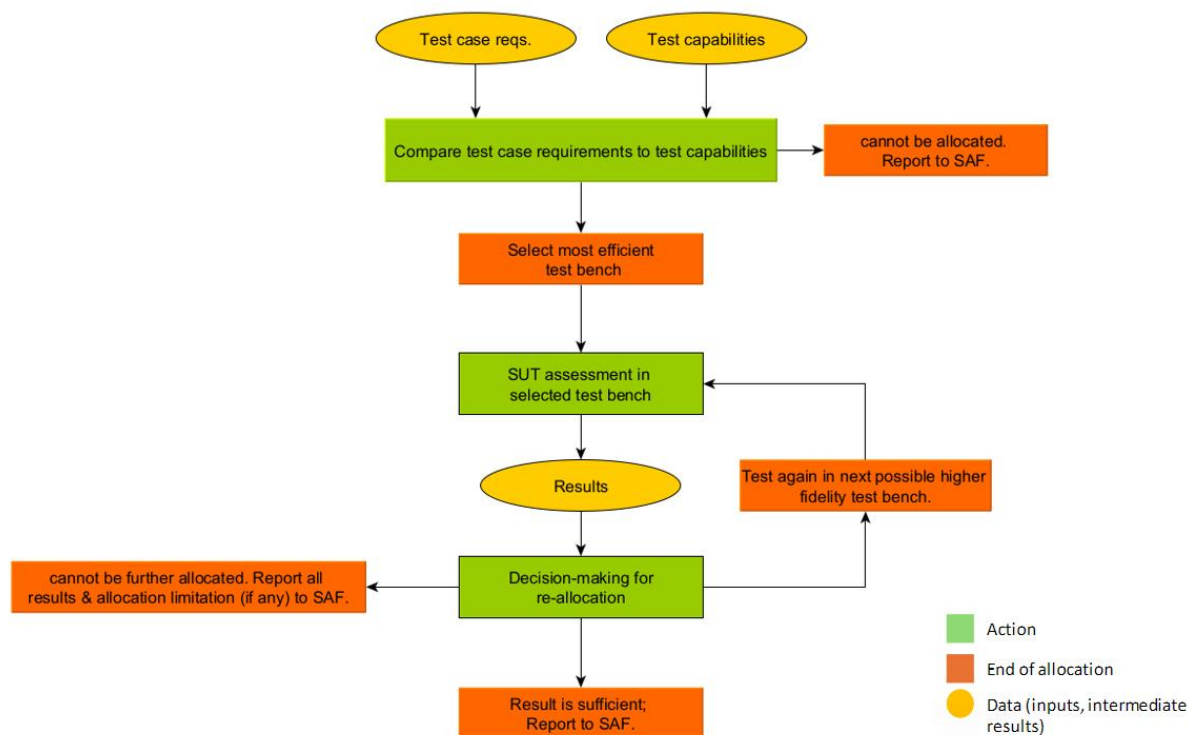 Test case reqs.
Test capabilities
Compare test case requirements to test capabilities
cannot be allocated.
Report to SAF.
Select most efficient
test bench
SUT assessment in
selected test bench
Results
Test again in next possible higher
fidelity test bench.
cannot be further allocated. Report all
results & allocation limitation (if any) to SAF.
Decision-making for
re-allocation
Result is sufficient;
Report to SAF.
Action
End of allocation
Data (inputs, intermediate
results)